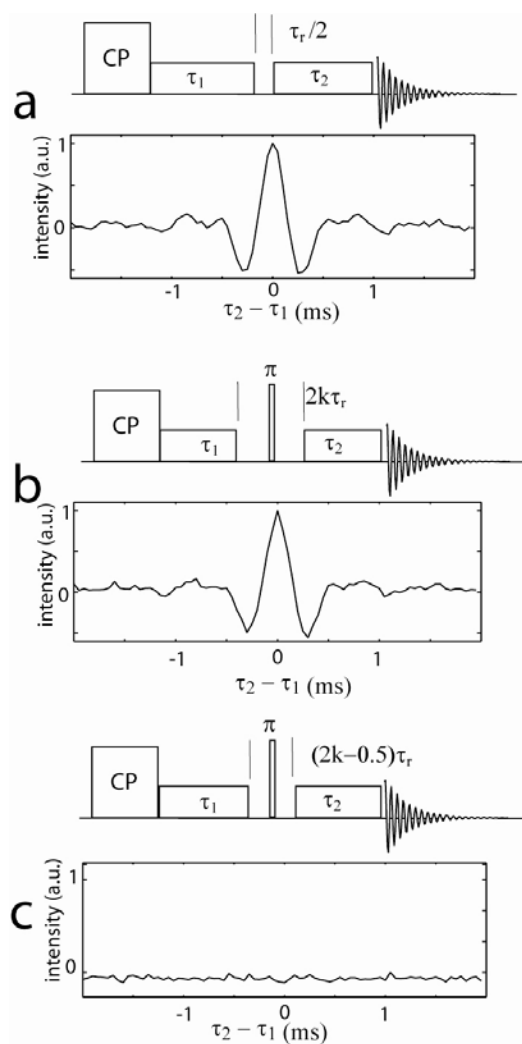 τr/2
CP
τ1
τ2
a
intensity (a.u.)
1
0
-1 0 1
τ2 − τ1 (ms)
π
2kτr
CP
τ1
τ2
b
intensity (a.u.)
1
0
-1 0 1
τ2 − τ1 (ms)
π
(2k−0.5)τr
CP
τ1
τ2
c
intensity (a.u.)
1
0
-1 0 1
τ2 − τ1 (ms)